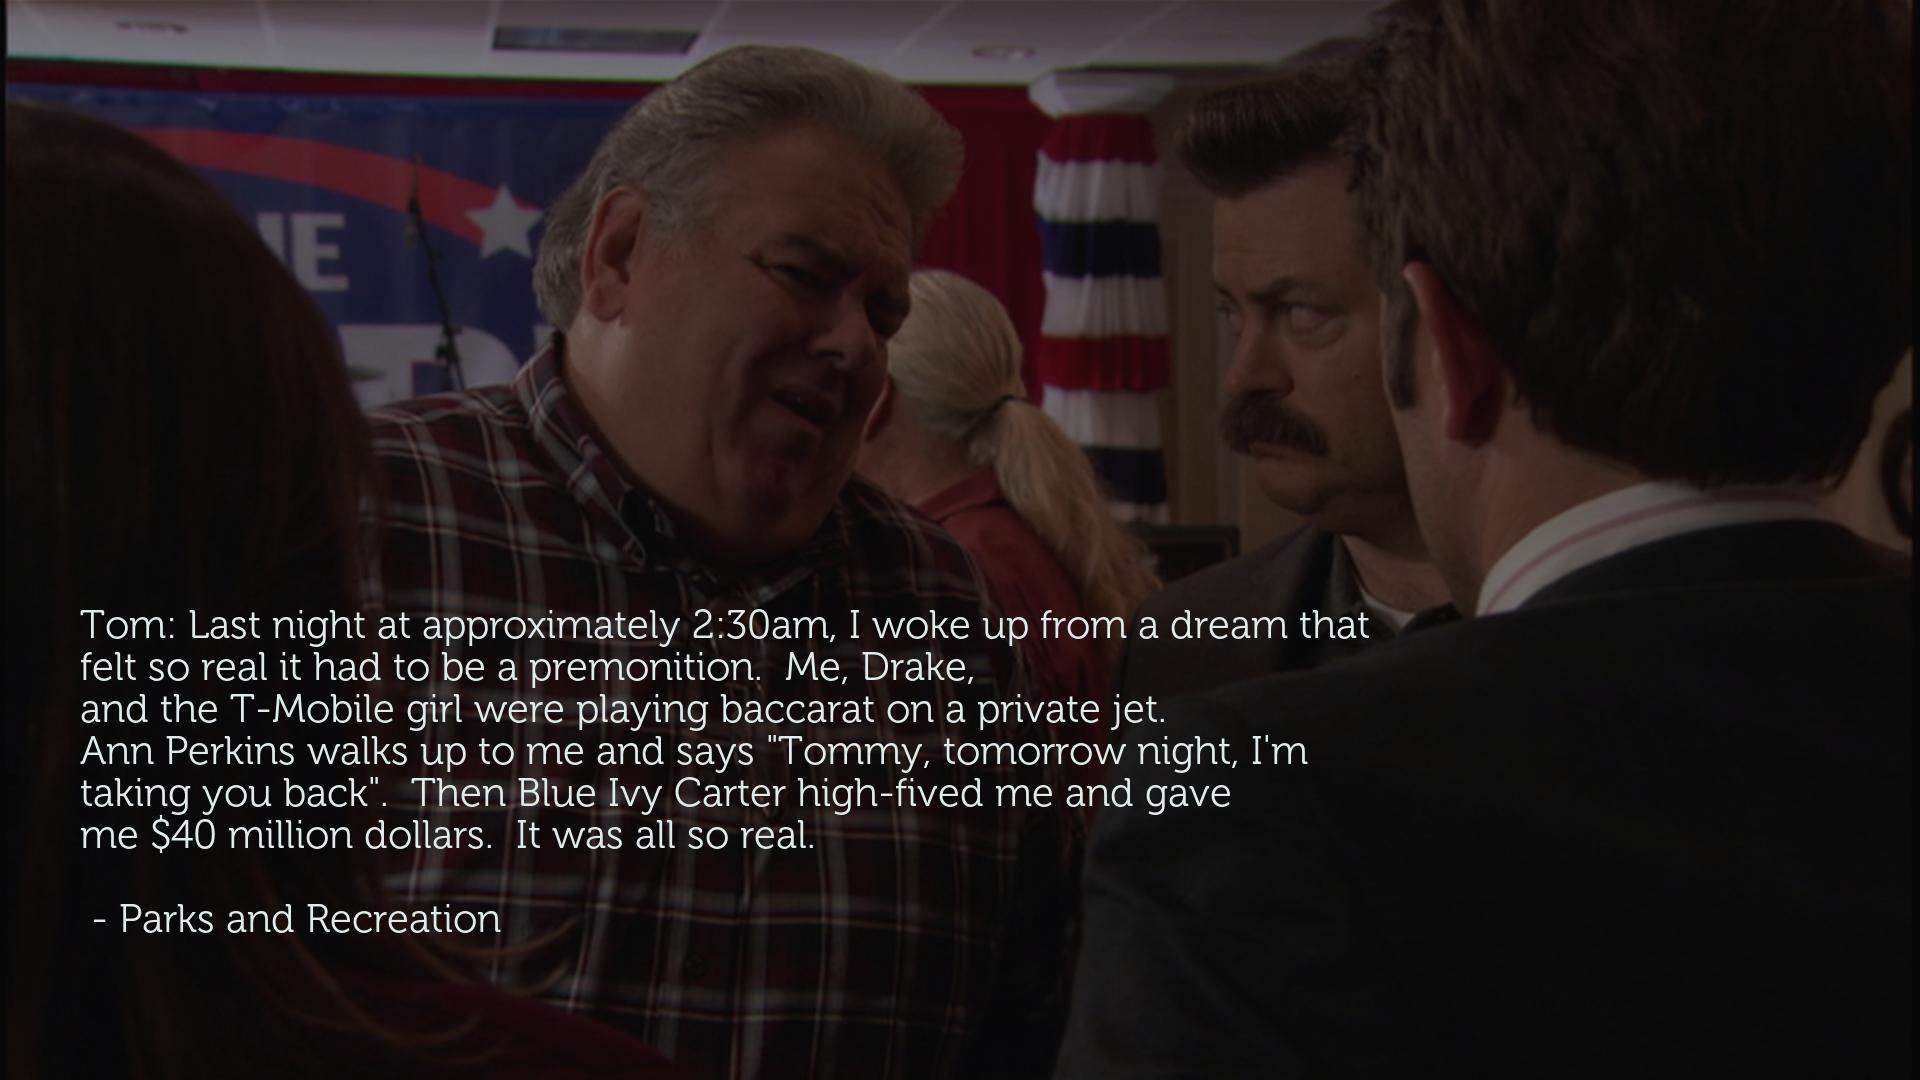 NE
Tom: Last night at approximately 2:30am, I woke up from a dream that
felt so real it had to be a premonition.  Me, Drake,
and the T-Mobile girl were playing baccarat on a private jet.
Ann Perkins walks up to me and says "Tommy, tomorrow night, I'm
taking you back".  Then Blue Ivy Carter high-fived me and gave
me $40 million dollars.  It was all so real.
- Parks and Recreation